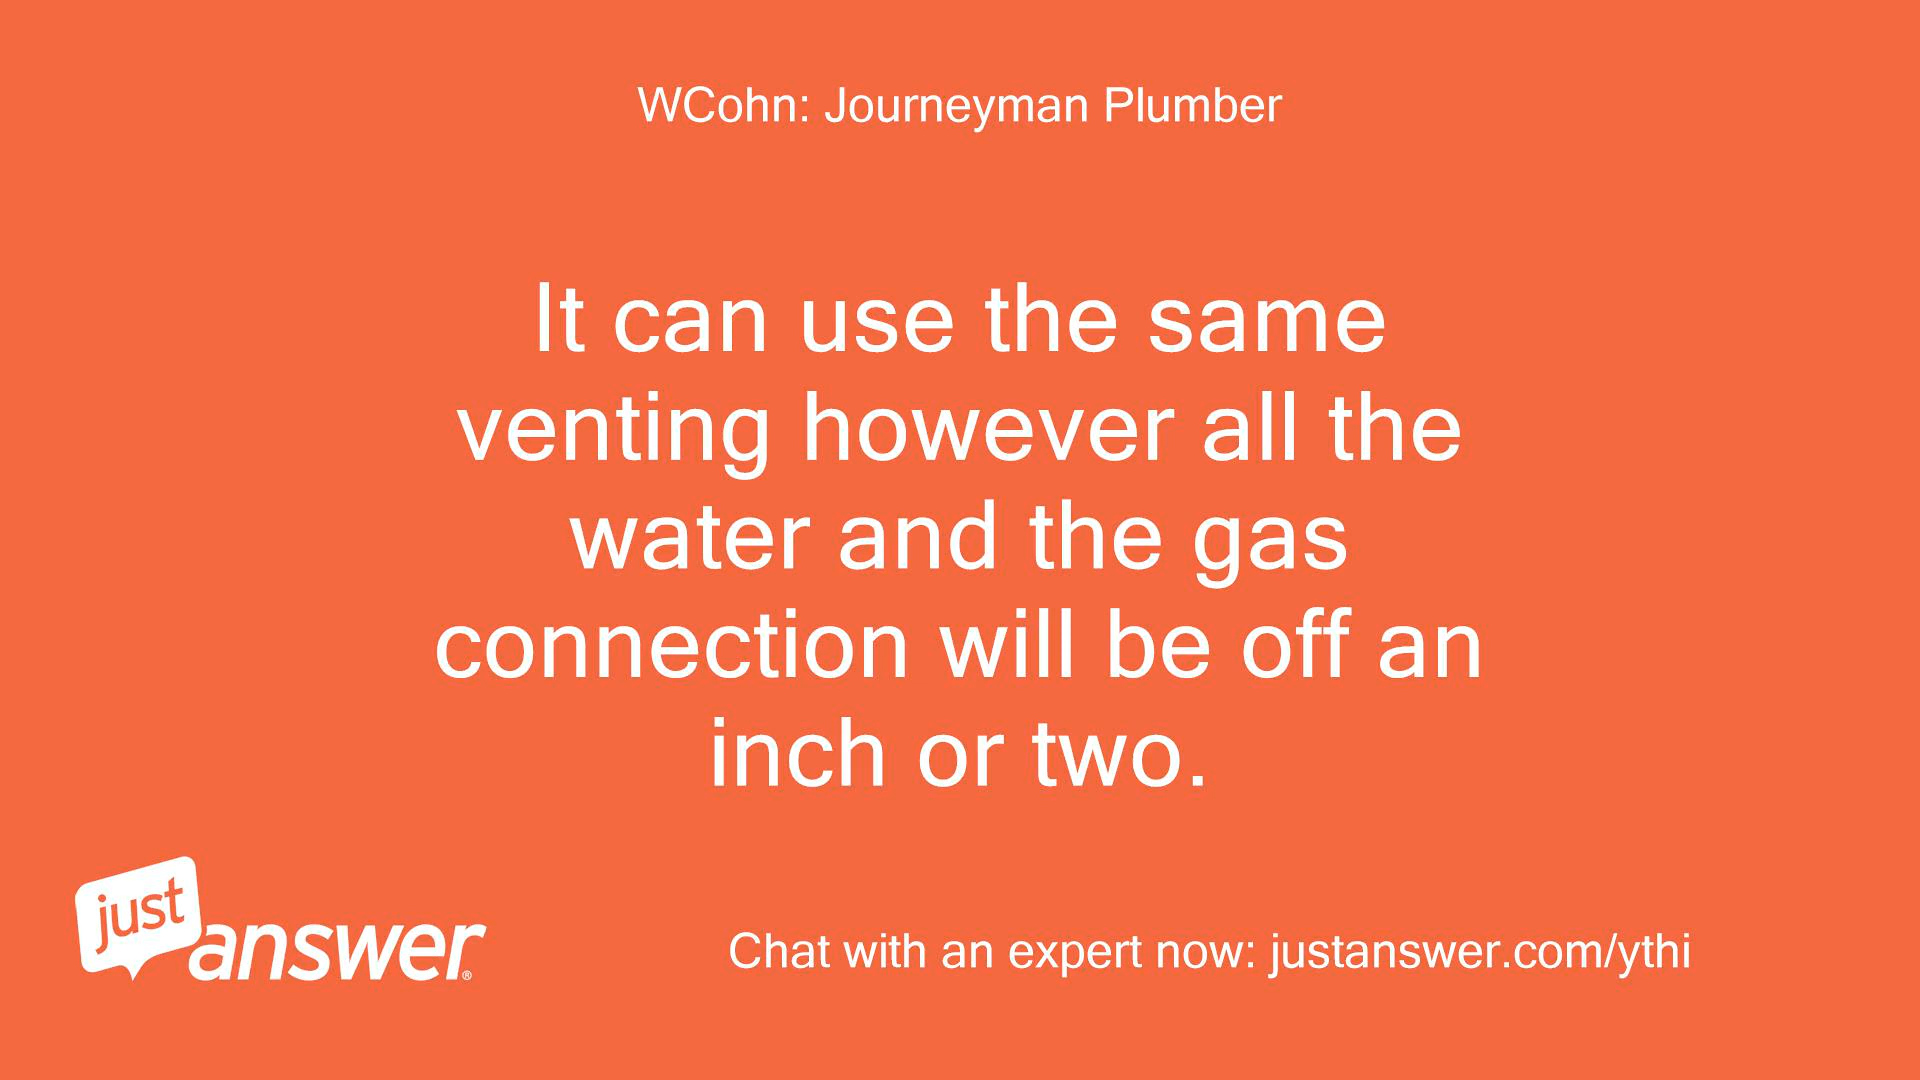 WCohn: Journeyman Plumber
It can use the same
venting however all the
water and the gas
connection will be off an
inch or two.
just
answer®
Chat with an expert now: justanswer.com/ythi